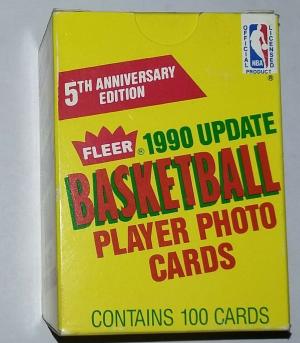 OFFICIAL
NBA
LICENSED
PRODUCT
®
5TH ANNIVERSARY
EDITION
FLEER® 1990 UPDATE
BASKETBALL
PLAYER PHOTO
CARDS
CONTAINS 100 CARDS